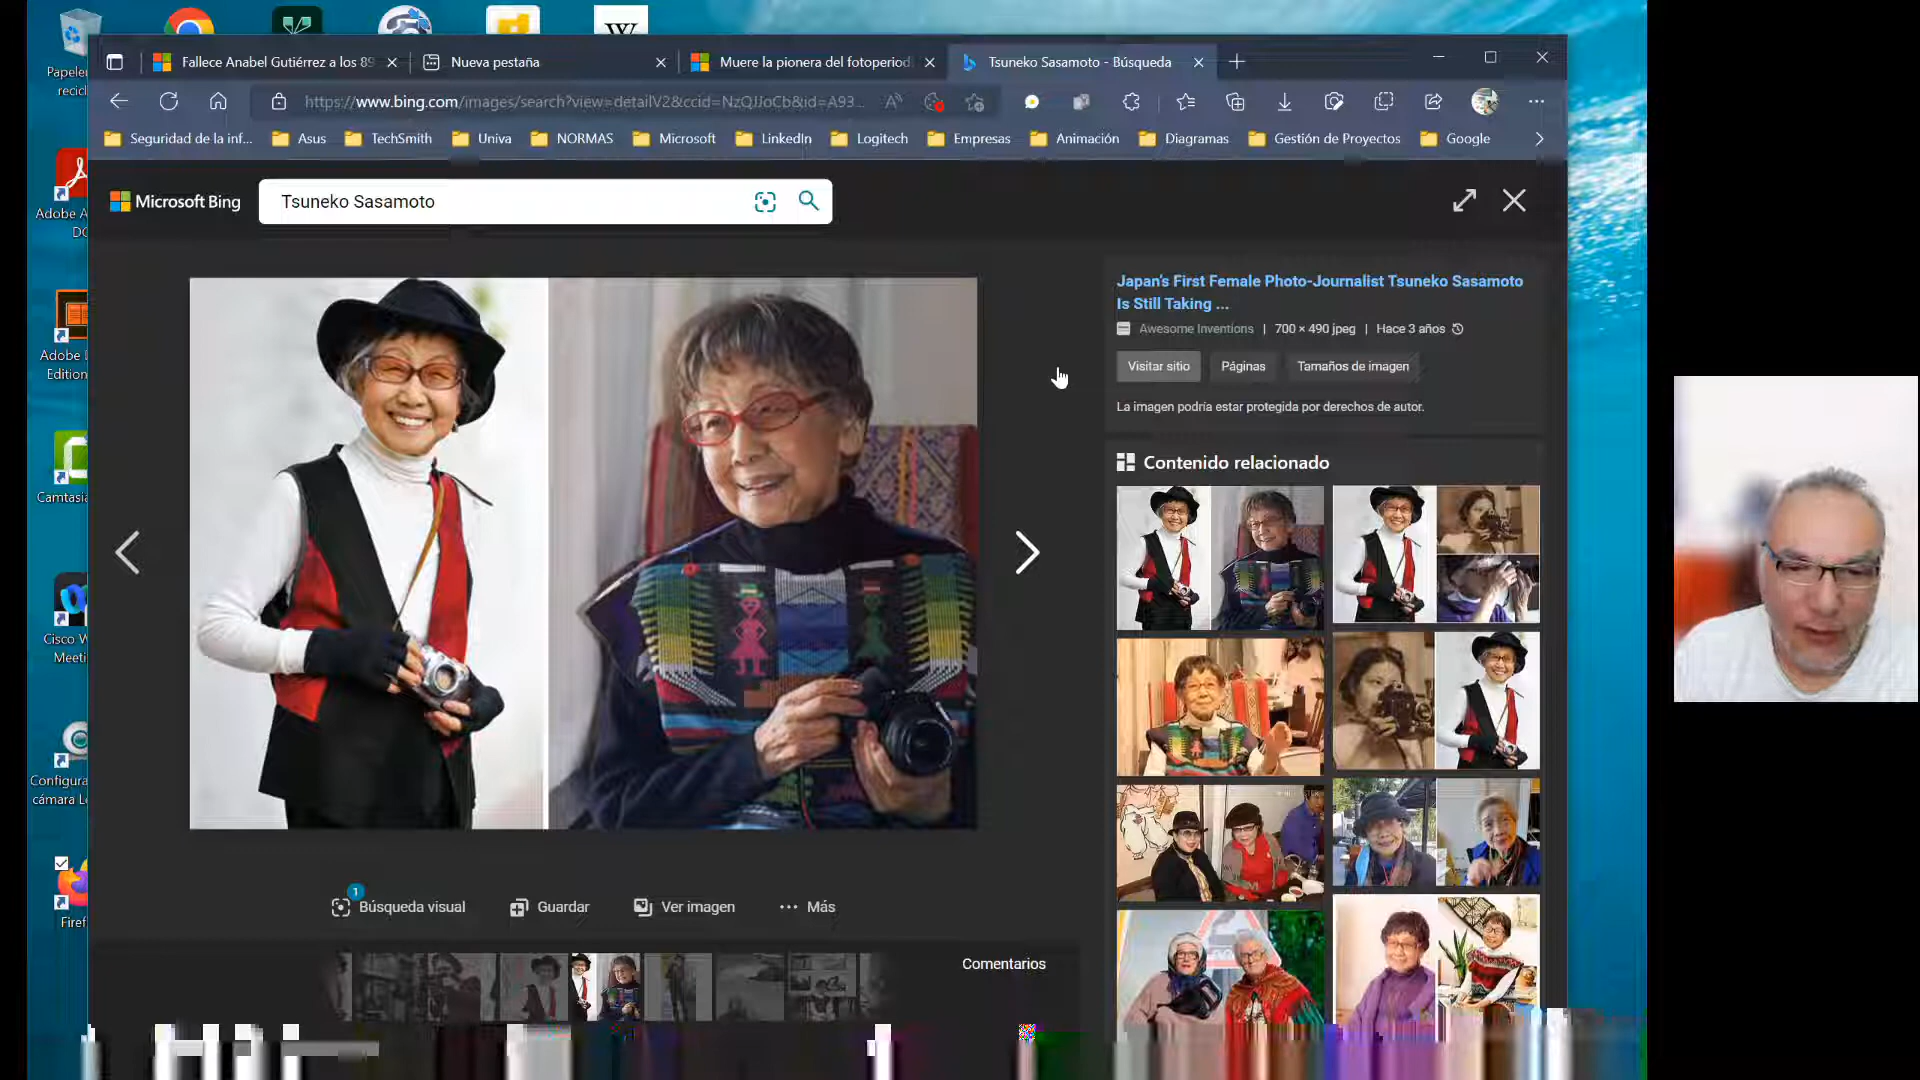 Fallece Anabel Gutiérrez a los 89
Nueva pestaña
Muere la pionera del fotoperiod
Tsuneko Sasamoto - Búsqueda
https://www.bing.com/images/search?view=detailV2&ccid=NzQJJoCb&id=A93...
Seguridad de la inf...
Asus
TechSmith
Univa
NORMAS
Microsoft
LinkedIn
Logitech
Empresas
Animación
Diagramas
Gestión de Proyectos
Google
Microsoft Bing
Tsuneko Sasamoto
Japan's First Female Photo-Journalist Tsuneko Sasamoto
Is Still Taking ...
Awesome Inventions | 700 × 490 jpeg | Hace 3 años
Visitar sitio
Páginas
Tamaños de imagen
La imagen podría estar protegida por derechos de autor.
Contenido relacionado
1
Búsqueda visual
Guardar
Ver imagen
Más
Comentarios
Papeler
recicl
Adobe A
DC
Adobe
Edition
Camtasia
Cisco W
Meeti
Configura
cámara Lo
Firef
W